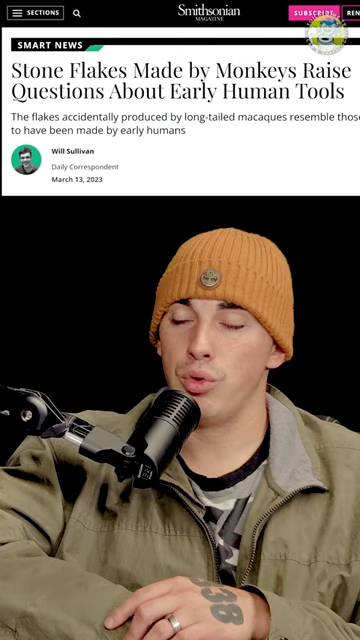 SECTIONS
Smithsonian
MAGAZINE
SUBSCRIBE
REN
SMART NEWS
Stone Flakes Made by Monkeys Raise
Questions About Early Human Tools
The flakes accidentally produced by long-tailed macaques resemble those
to have been made by early humans
Will Sullivan
Daily Correspondent
March 13, 2023
38